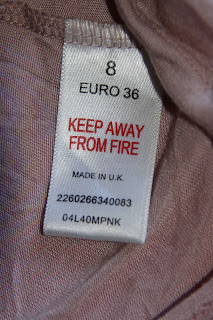 8
EURO 36
KEEP AWAY
FROM FIRE
MADE IN U.K.
2260266340083
04L40MPNK